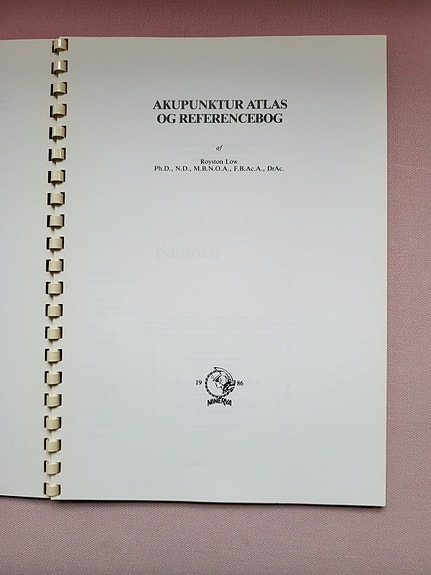 AKUPUNKTUR ATLAS
OG REFERENCEBOG
af
Royston Low
Ph.D., N.D., M.B.N.O.A., F.B.Ac.A., DrAc.
19 86
MINERVA